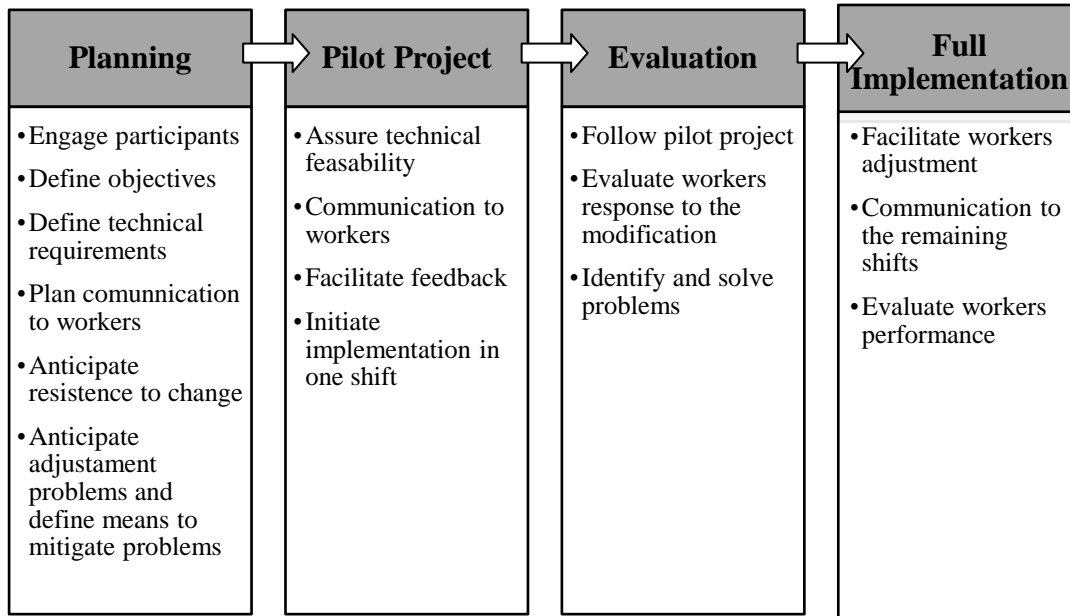 Planning
• Engage participants
• Define objectives
• Define technical
requirements
• Plan comunnication
to workers
• Anticipate
resistence to change
• Anticipate
adjustament
problems and
define means to
mitigate problems
Pilot Project
• Assure technical
feasability
• Communication to
workers
• Facilitate feedback
• Initiate
implementation in
one shift
Evaluation
• Follow pilot project
• Evaluate workers
response to the
modification
• Identify and solve
problems
Full
Implementation
• Facilitate workers
adjustment
• Communication to
the remaining
shifts
• Evaluate workers
performance